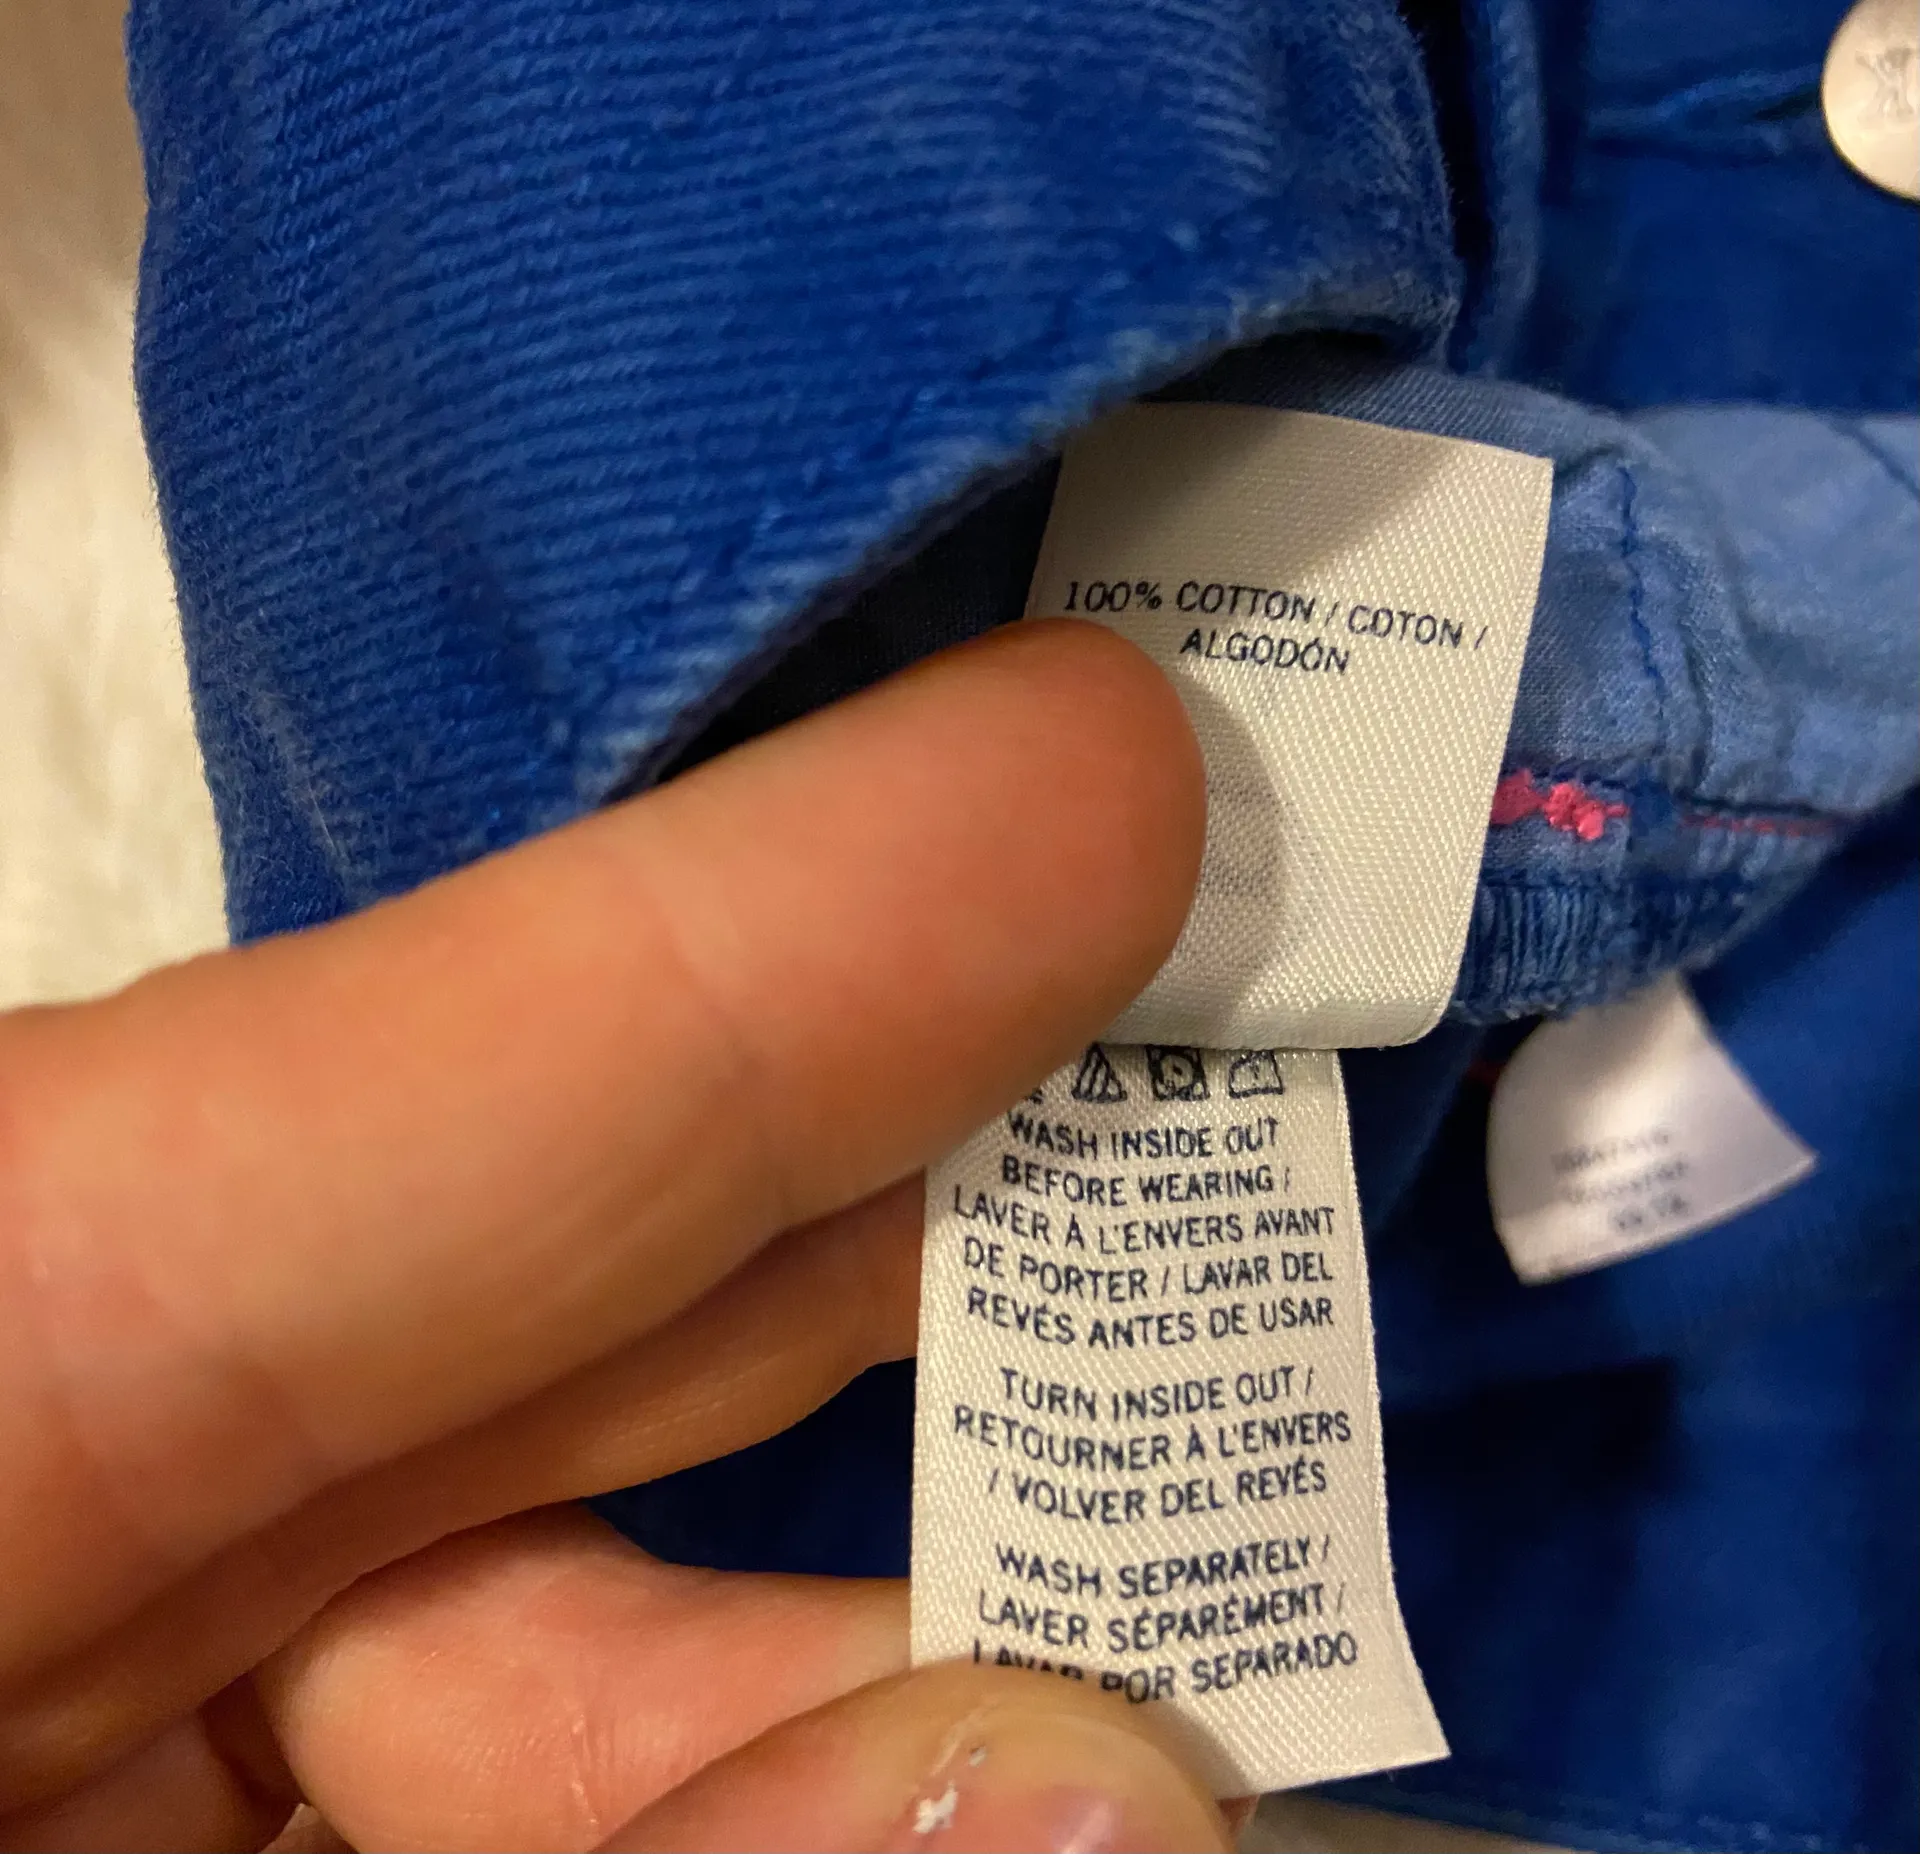 100% COTTON / COTON /
ALGODÓN
WASH INSIDE OUT
BEFORE WEARING /
LAVER À L'ENVERS AVANT
DE PORTER / LAVAR DEL
REVÉS ANTES DE USAR
TURN INSIDE OUT /
RETOURNER À L'ENVERS
/ VOLVER DEL REVÉS
WASH SEPARATELY /
LAVER SÉPARÉMENT /
LAVAR POR SEPARADO